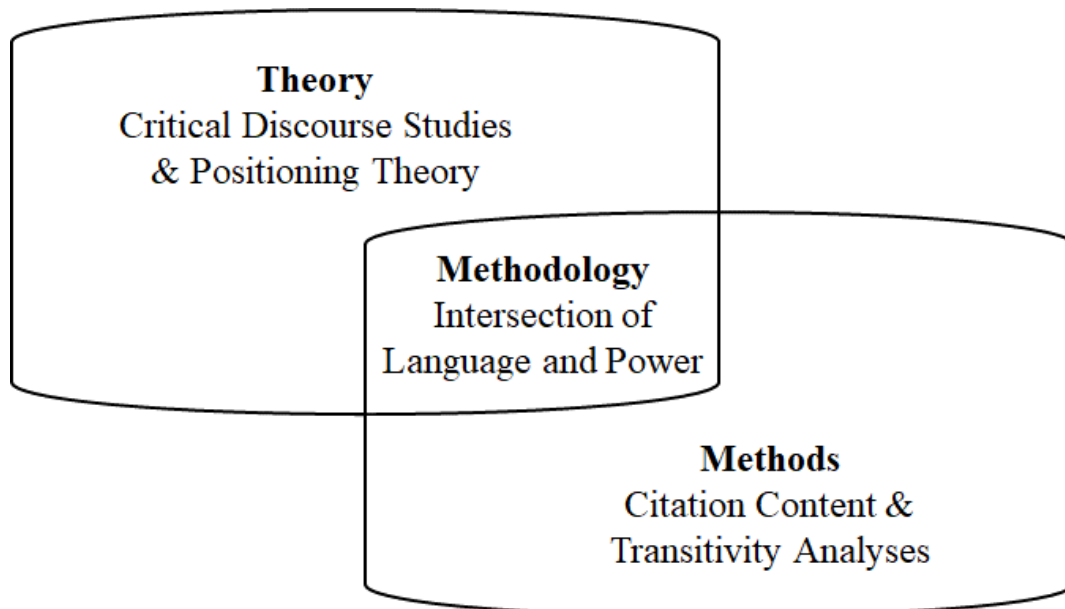 Theory
Critical Discourse Studies
& Positioning Theory
Methodology
Intersection of
Language and Power
Methods
Citation Content &
Transitivity Analyses